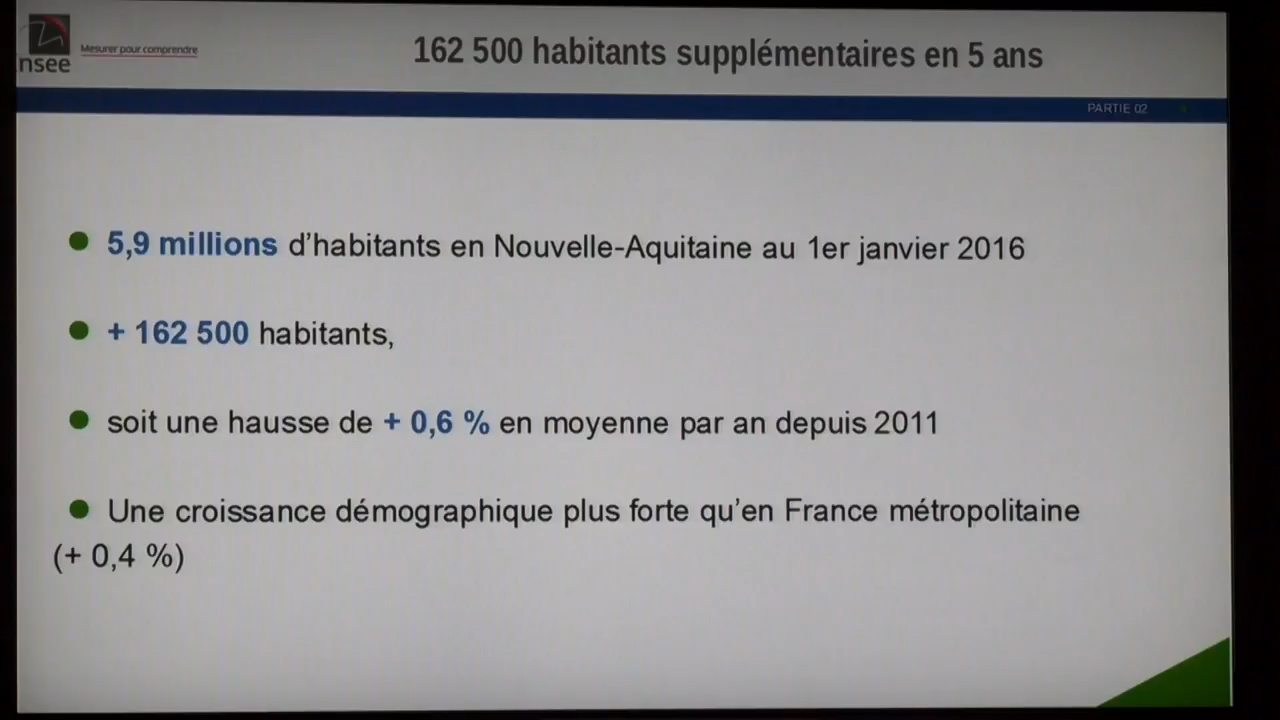 162 500 habitants supplémentaires en 5 ans
Mesurer pour comprendre
nsee
PARTIE 02
5,9 millions d'habitants en Nouvelle-Aquitaine au 1er janvier 2016
+ 162 500 habitants,
soit une hausse de + 0,6 % en moyenne par an depuis 2011
Une croissance démographique plus forte qu'en France métropolitaine
(+ 0,4 %)